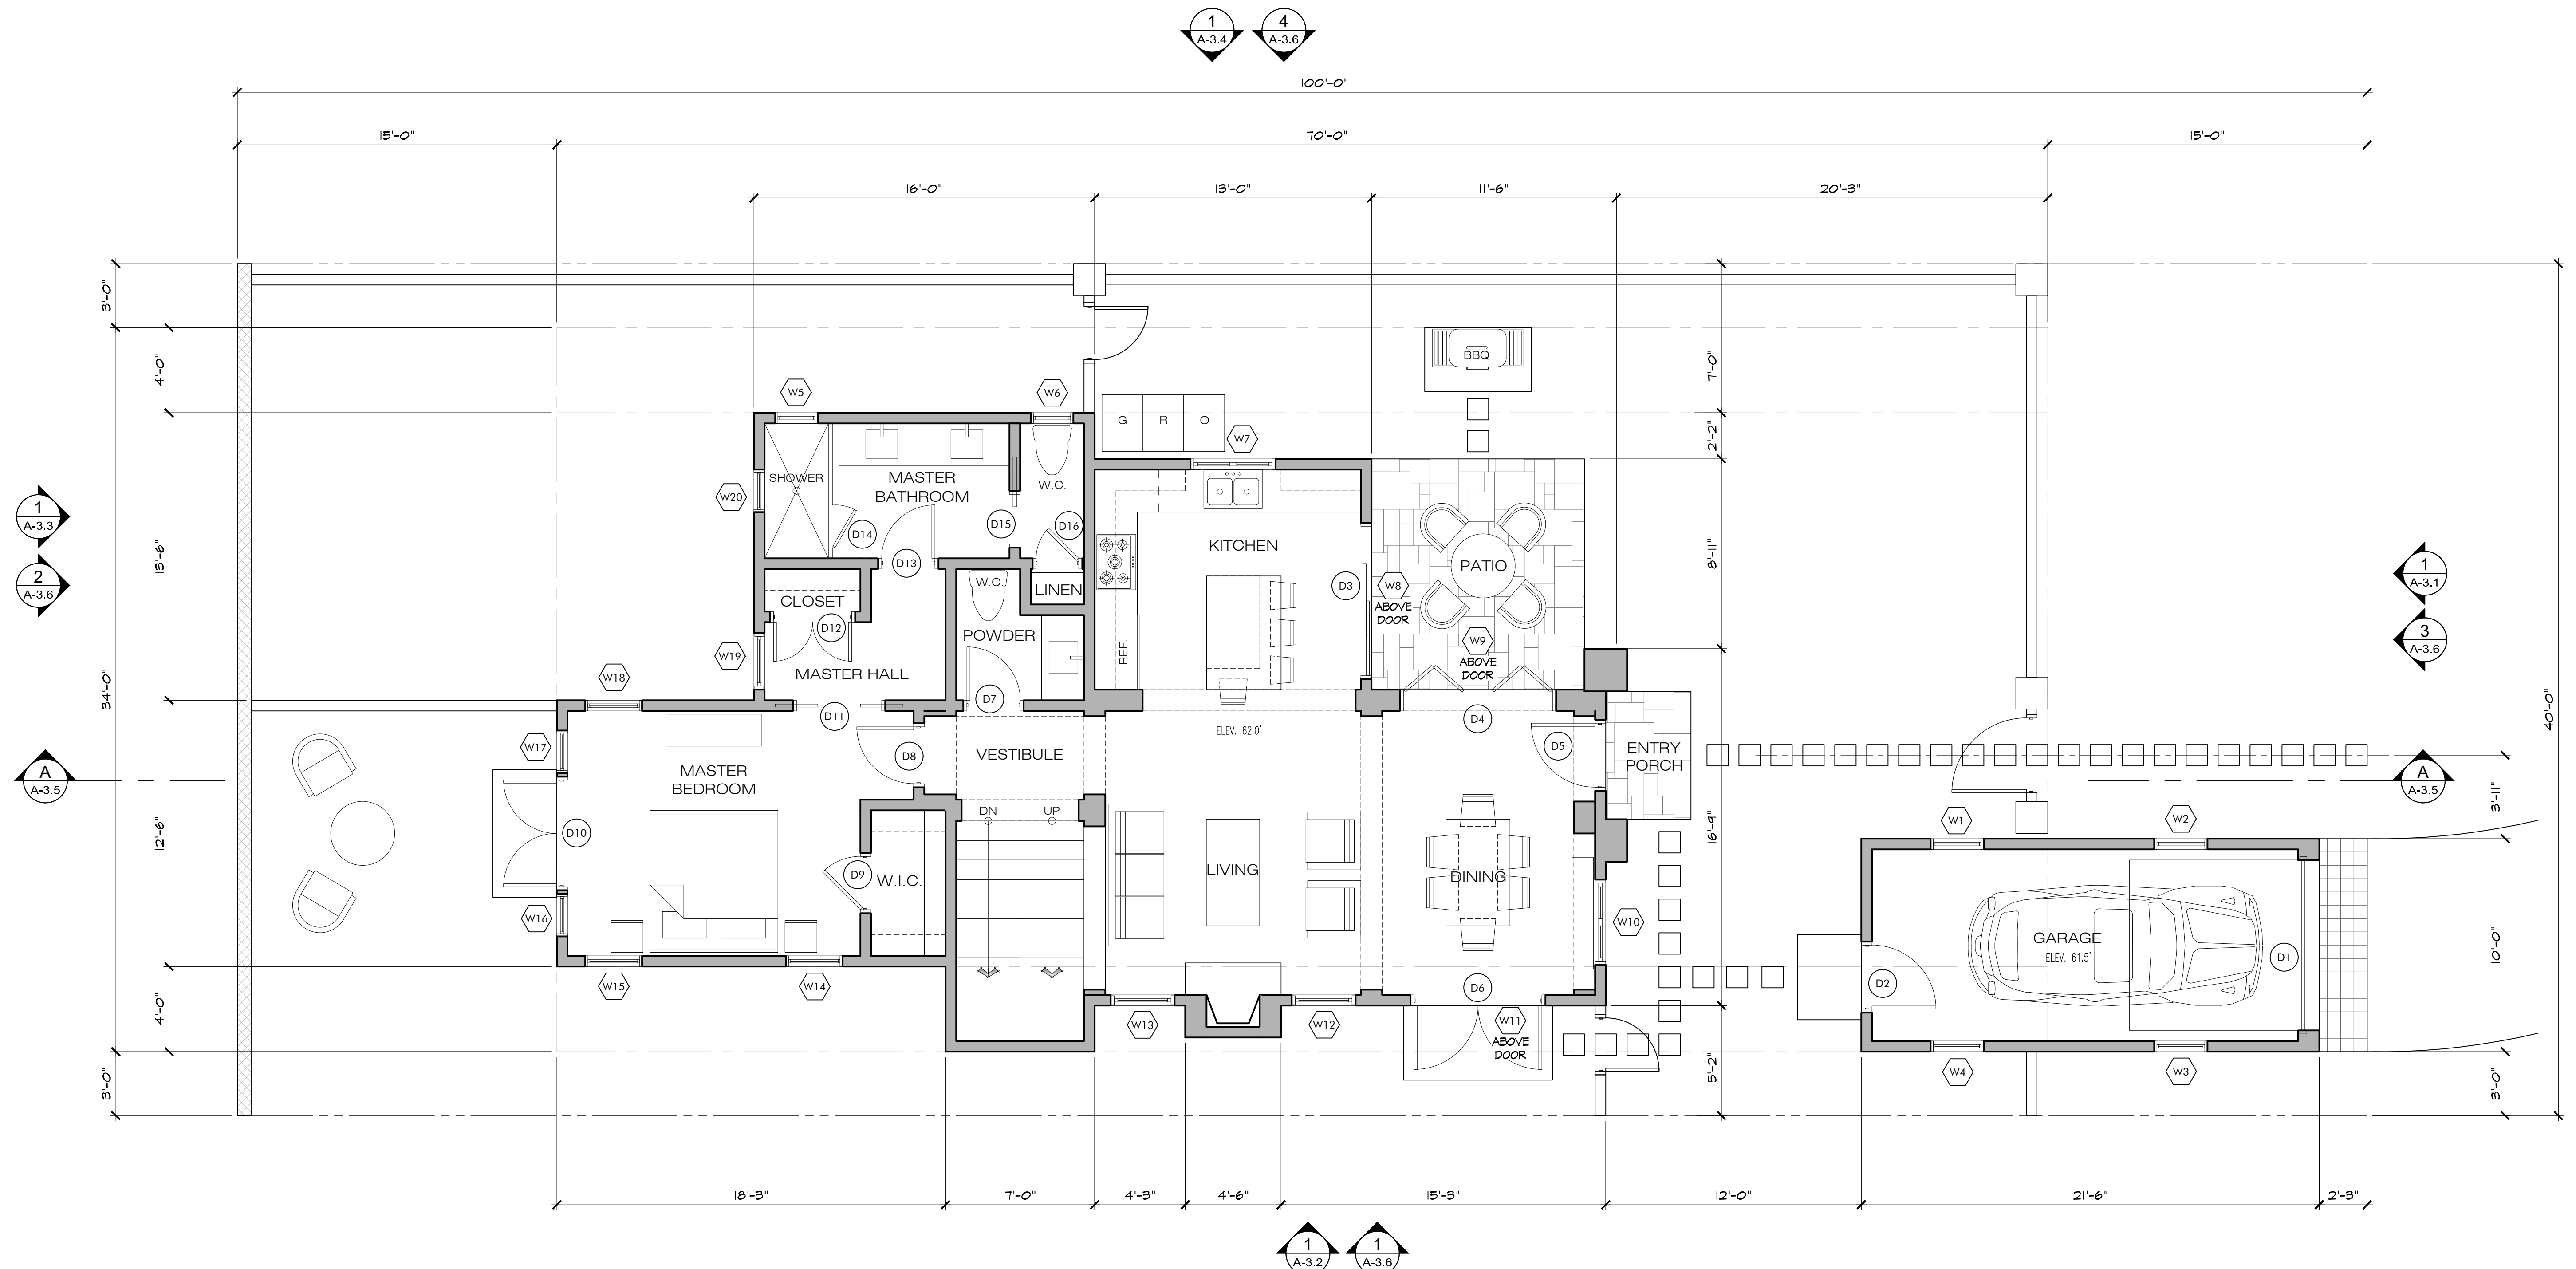 1 4
A-3.4 A-3.6
100'-0"
15'-0" 70'-0" 15'-0"
16'-0" 13'-0" 11'-6" 20'-3"
3'-0"
4'-0"
7'-0"
BBQ
W5 W6
G R O
W7
2'-2"
SHOWER
MASTER
BATHROOM
W.C.
W20
1
A-3.3
D14 D15 D16
KITCHEN
PATIO
13'-6"
8'-11"
D13
2
A-3.6
1
A-3.1
W.C.
LINEN
D3
W8
ABOVE
DOOR
CLOSET
D12
POWDER
REF.
W9
ABOVE
DOOR
3
A-3.6
W19
MASTER HALL
W18
34'-0"
40'-0"
D7
D11
D4
ELEV. 62.0'
W17
D8
VESTIBULE
D5
ENTRY
PORCH
A
A-3.5
MASTER
BEDROOM
A
A-3.5
3'-11"
DN UP
D10
12'-6"
16'-9"
W1 W2
D9
W.I.C.
LIVING
DINING
W16
W10
GARAGE
ELEV. 61.5'
D1
10'-0"
W15 W14
D6
D2
4'-0"
W13 W12
W11
ABOVE
DOOR
5'-2"
W4 W3
3'-0"
3'-0"
18'-3" 7'-0" 4'-3" 4'-6" 15'-3" 12'-0" 21'-6" 2'-3"
1 1
A-3.2 A-3.6